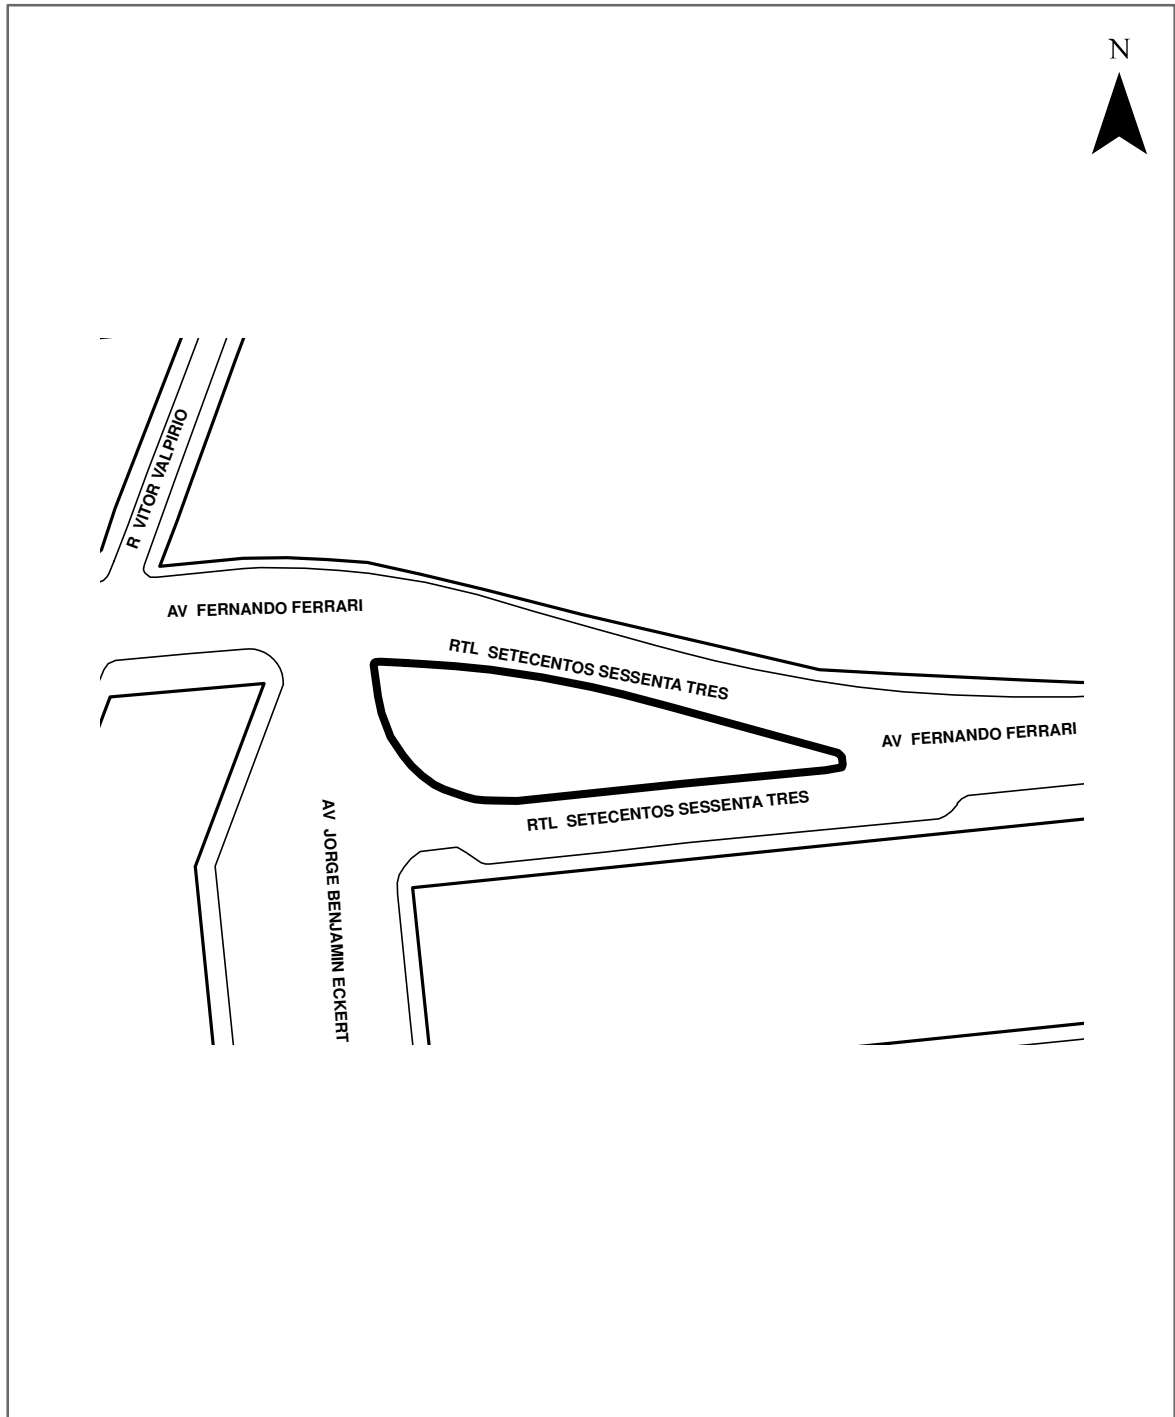 N
R VITOR VALPIRIO
AV FERNANDO FERRARI
RTL SETECENTOS SESSENTA TRES
AV FERNANDO FERRARI
RTL SETECENTOS SESSENTA TRES
AV JORGE BENJAMIN ECKERT